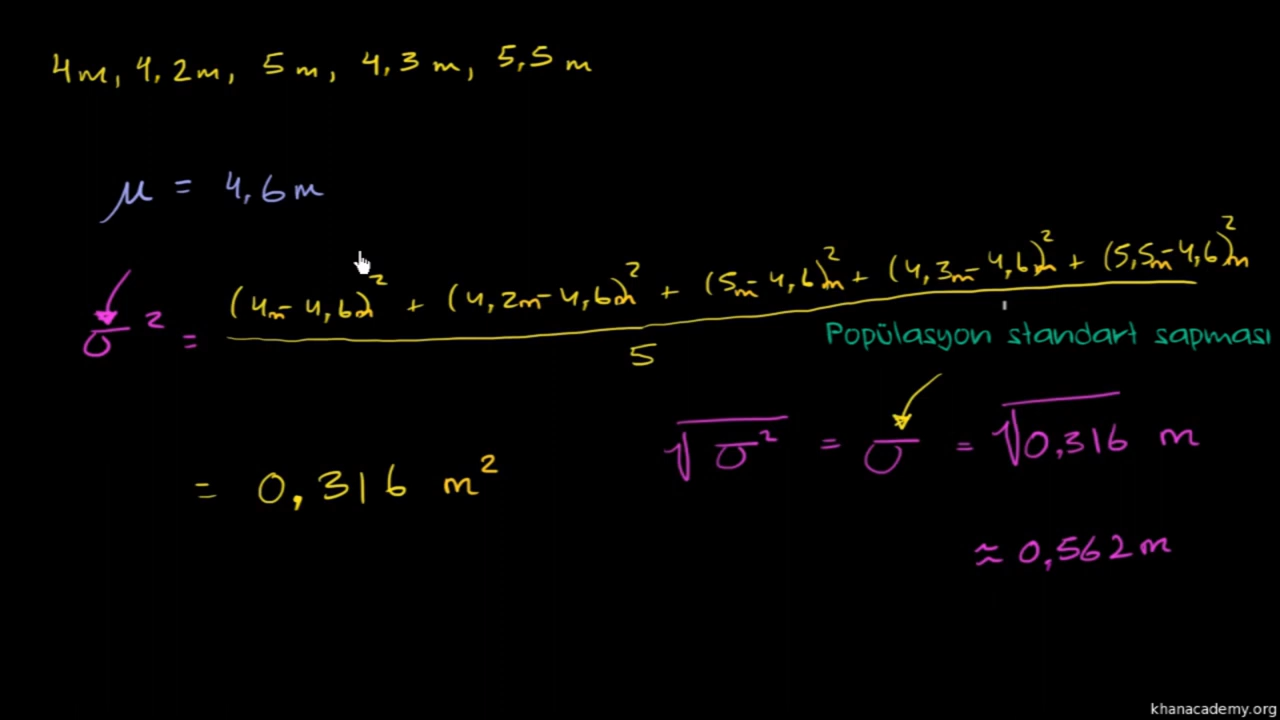 4m, 4,2m, 5m, 4,3m, 5,5m
μ = 4,6m
σ² = (4m-4,6m)² + (4,2m-4,6m)² + (5m-4,6m)² + (4,3m-4,6m)² + (5,5m-4,6m)²
5
Popülasyon standart sapması
√σ² = σ = √0,316 m
= 0,316 m²
≈ 0,562m
khanacademy.org